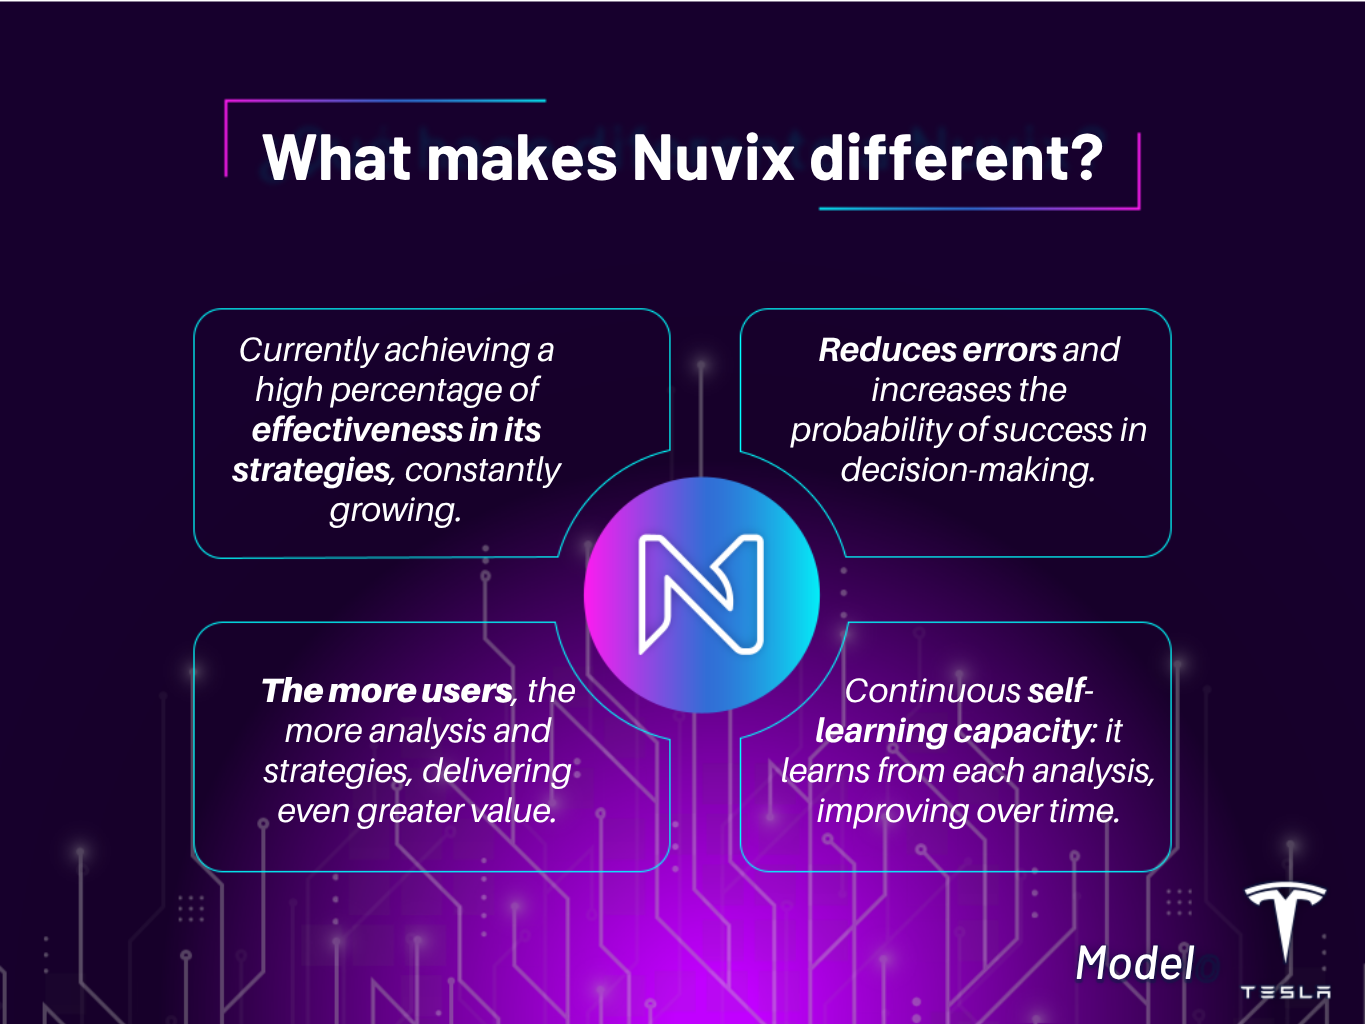 What makes Nuvix different?
Currently achieving a
high percentage of
effectiveness in its
strategies, constantly
growing.
Reduces errors and
increases the
probability of success in
decision-making.
The more users, the
more analysis and
strategies, delivering
even greater value.
Continuous self-
learning capacity: it
learns from each analysis,
improving over time.
Model
TESLA